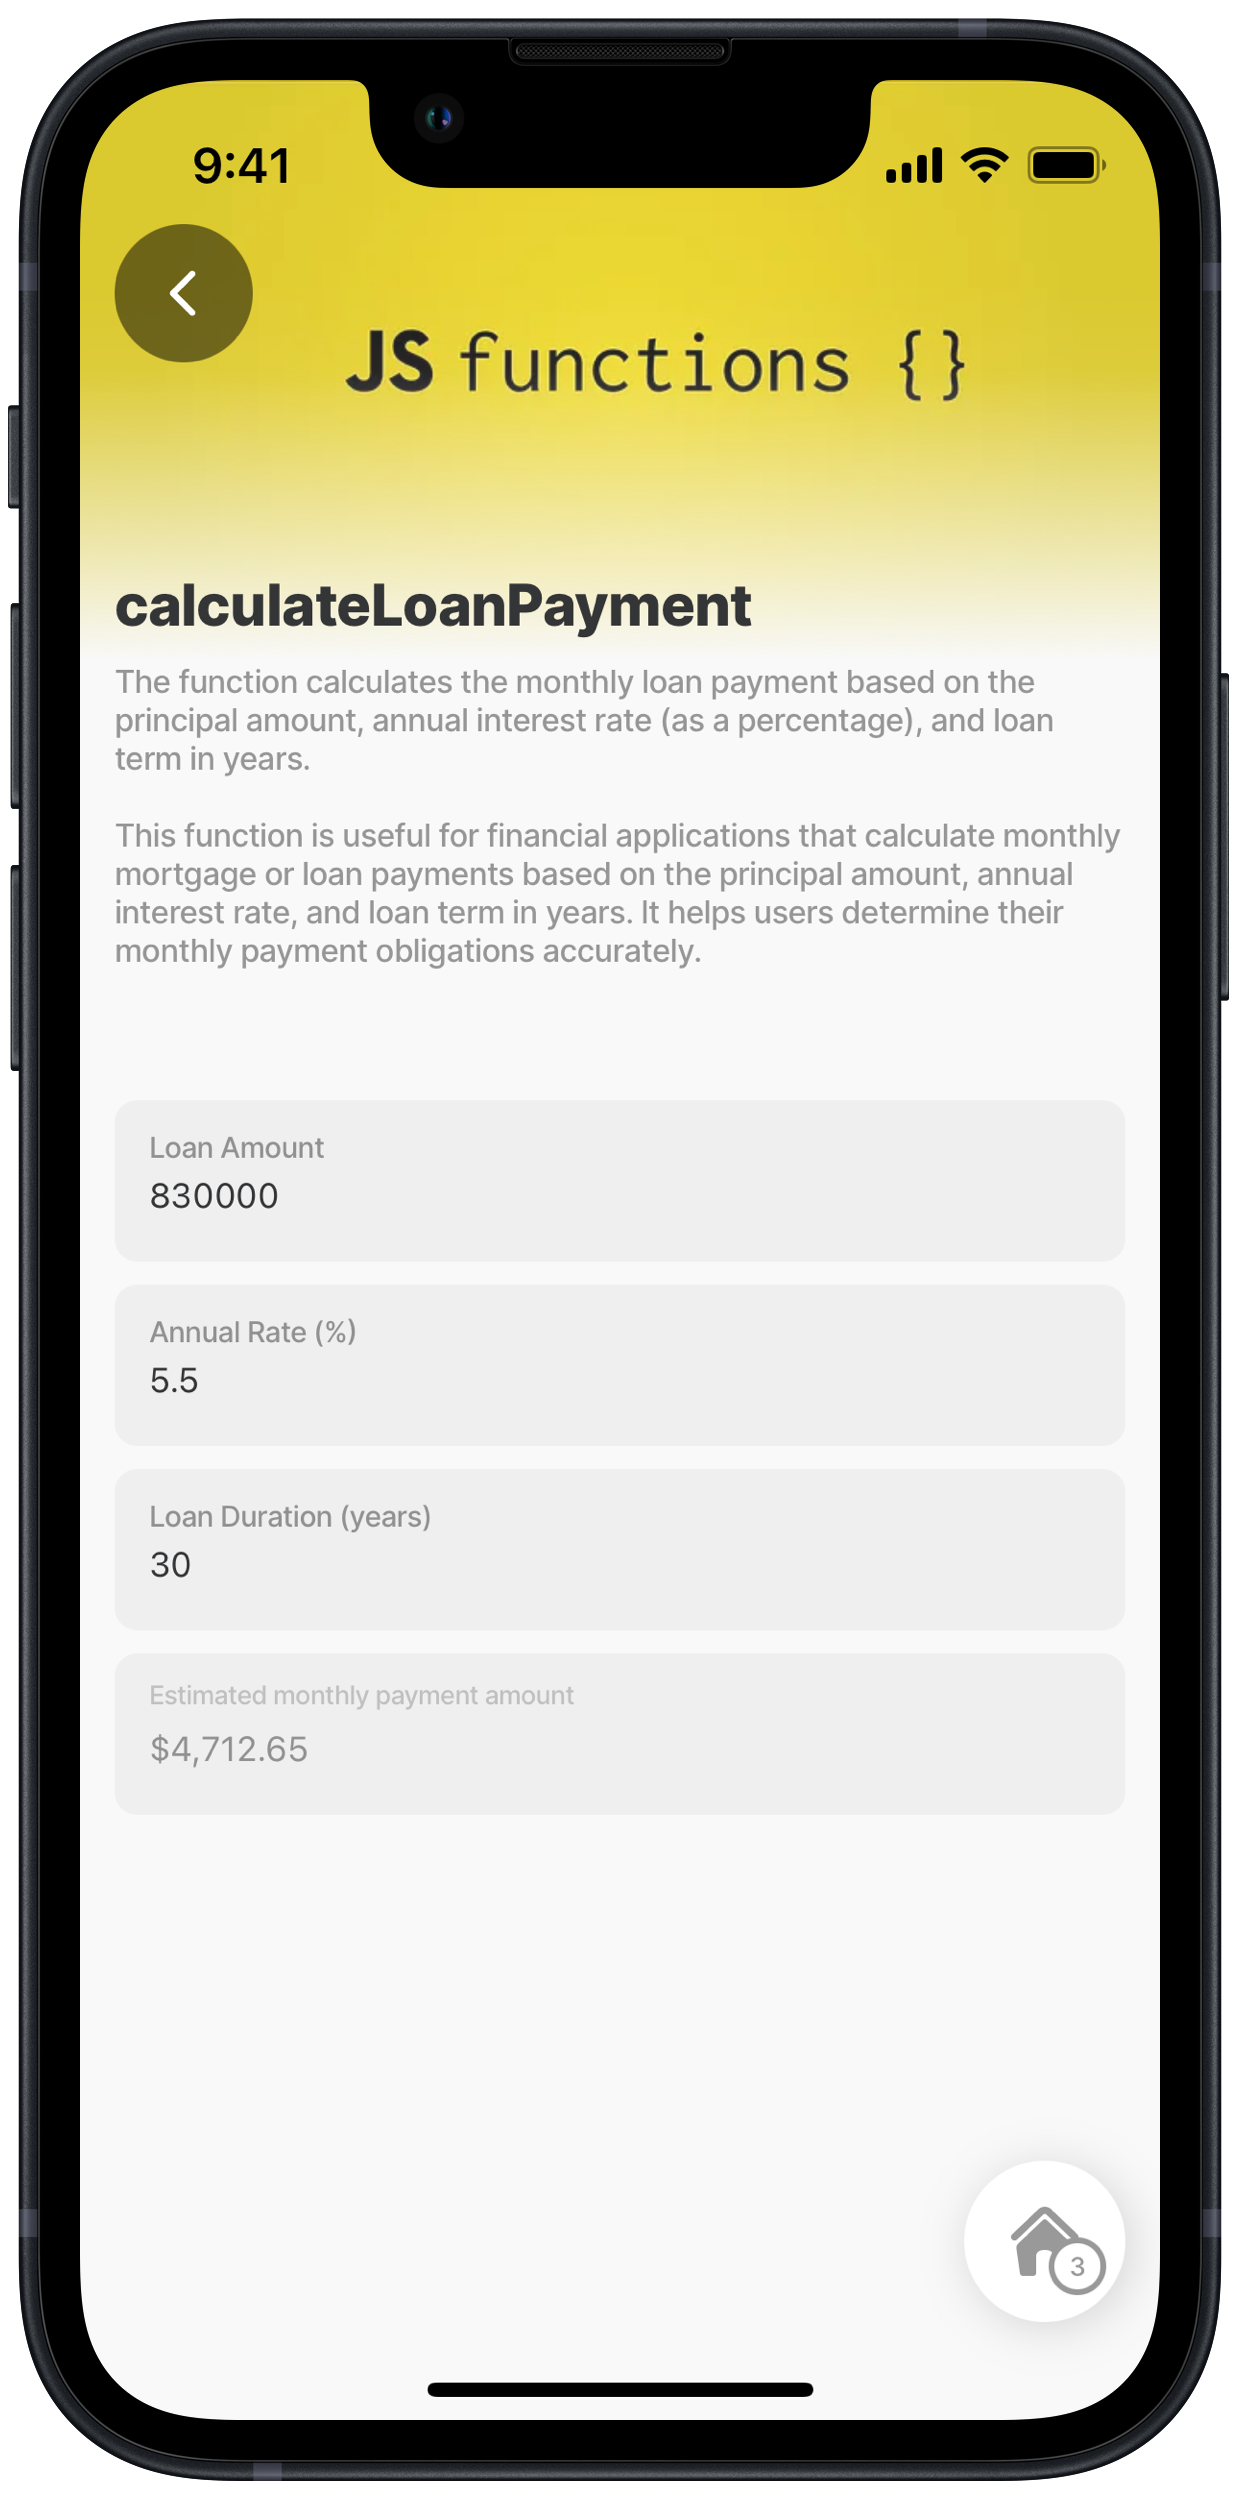 9:41
JS functions {}
calculateLoanPayment
The function calculates the monthly loan payment based on the
principal amount, annual interest rate (as a percentage), and loan
term in years.
This function is useful for financial applications that calculate monthly
mortgage or loan payments based on the principal amount, annual
interest rate, and loan term in years. It helps users determine their
monthly payment obligations accurately.
Loan Amount
830000
Annual Rate (%)
5.5
Loan Duration (years)
30
Estimated monthly payment amount
$4,712.65
3